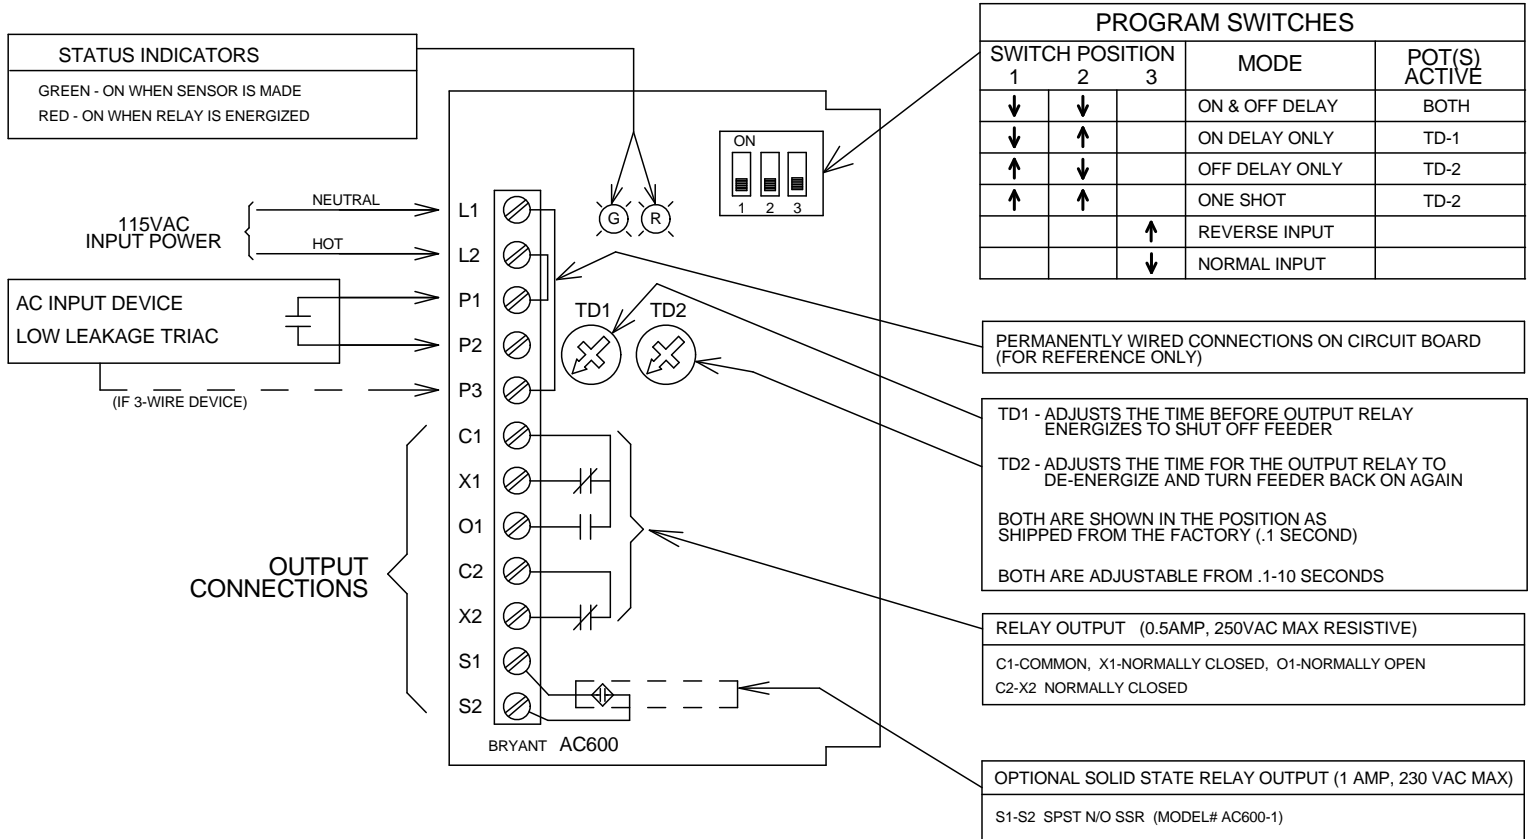 STATUS INDICATORS
GREEN - ON WHEN SENSOR IS MADE
RED - ON WHEN RELAY IS ENERGIZED
PROGRAM SWITCHES
SWITCH POSITION
1 2 3
MODE
POT(S)
ACTIVE
↓ ↓ ON & OFF DELAY BOTH
↓ ↑ ON DELAY ONLY TD-1
↑ ↓ OFF DELAY ONLY TD-2
↑ ↑ ONE SHOT TD-2
↑ REVERSE INPUT
↓ NORMAL INPUT
ON
1 2 3
G R
115VAC
INPUT POWER
NEUTRAL
HOT
AC INPUT DEVICE
LOW LEAKAGE TRIAC
(IF 3-WIRE DEVICE)
L1
L2
P1
P2
P3
C1
X1
O1
C2
X2
S1
S2
TD1 TD2
OUTPUT
CONNECTIONS
BRYANT AC600
PERMANENTLY WIRED CONNECTIONS ON CIRCUIT BOARD
(FOR REFERENCE ONLY)
TD1 - ADJUSTS THE TIME BEFORE OUTPUT RELAY
ENERGIZES TO SHUT OFF FEEDER
TD2 - ADJUSTS THE TIME FOR THE OUTPUT RELAY TO
DE-ENERGIZE AND TURN FEEDER BACK ON AGAIN
BOTH ARE SHOWN IN THE POSITION AS
SHIPPED FROM THE FACTORY (.1 SECOND)
BOTH ARE ADJUSTABLE FROM .1-10 SECONDS
RELAY OUTPUT (0.5AMP, 250VAC MAX RESISTIVE)
C1-COMMON, X1-NORMALLY CLOSED, O1-NORMALLY OPEN
C2-X2 NORMALLY CLOSED
OPTIONAL SOLID STATE RELAY OUTPUT (1 AMP, 230 VAC MAX)
S1-S2 SPST N/O SSR (MODEL# AC600-1)